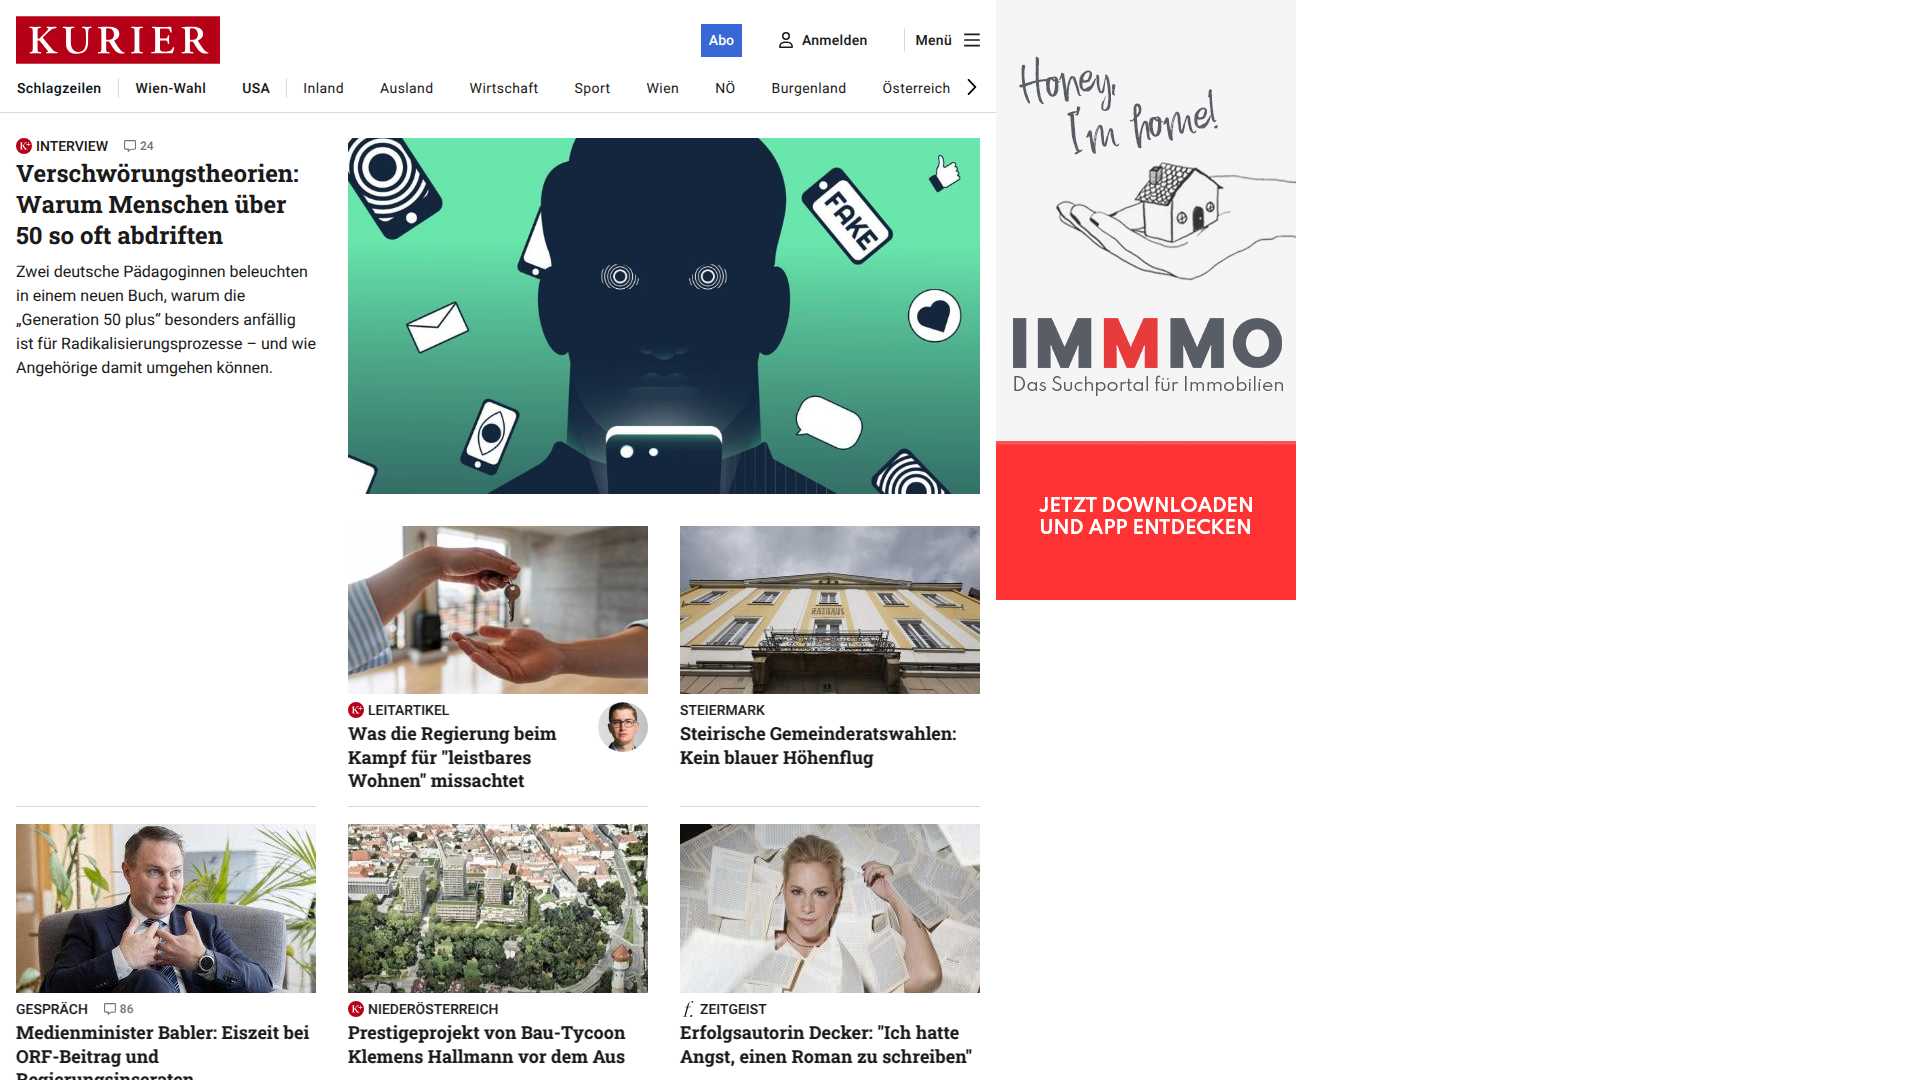 KURIER
Abo
Anmelden
Menü
Schlagzeilen
Wien-Wahl
USA
Inland
Ausland
Wirtschaft
Sport
Wien
NÖ
Burgenland
Österreich
K+ INTERVIEW 24
Verschwörungstheorien:
Warum Menschen über
50 so oft abdriften
Zwei deutsche Pädagoginnen beleuchten
in einem neuen Buch, warum die
„Generation 50 plus“ besonders anfällig
ist für Radikalisierungsprozesse – und wie
Angehörige damit umgehen können.
FAKE
Honey,
I'm home!
IMMMO
Das Suchportal für Immobilien
JETZT DOWNLOADEN
UND APP ENTDECKEN
K+ LEITARTIKEL
Was die Regierung beim
Kampf für "leistbares
Wohnen" missachtet
RATHAUS
STEIERMARK
Steirische Gemeinderatswahlen:
Kein blauer Höhenflug
GESPRÄCH 86
Medienminister Babler: Eiszeit bei
ORF-Beitrag und
Regierungsinseraten
K+ NIEDERÖSTERREICH
Prestigeprojekt von Bau-Tycoon
Klemens Hallmann vor dem Aus
f. ZEITGEIST
Erfolgsautorin Decker: "Ich hatte
Angst, einen Roman zu schreiben"